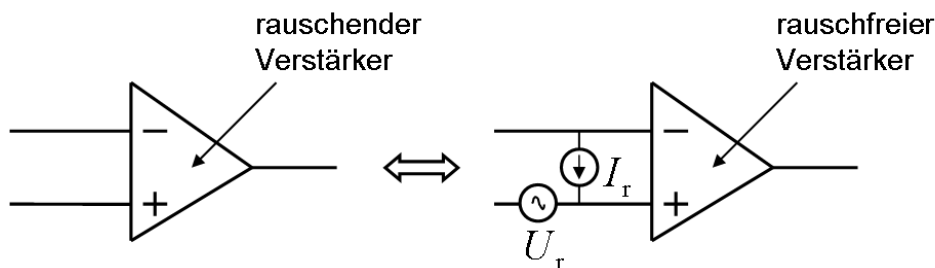 rauschender
Verstärker
rauschfreier
Verstärker
−
+
−
+
I_r
U_r